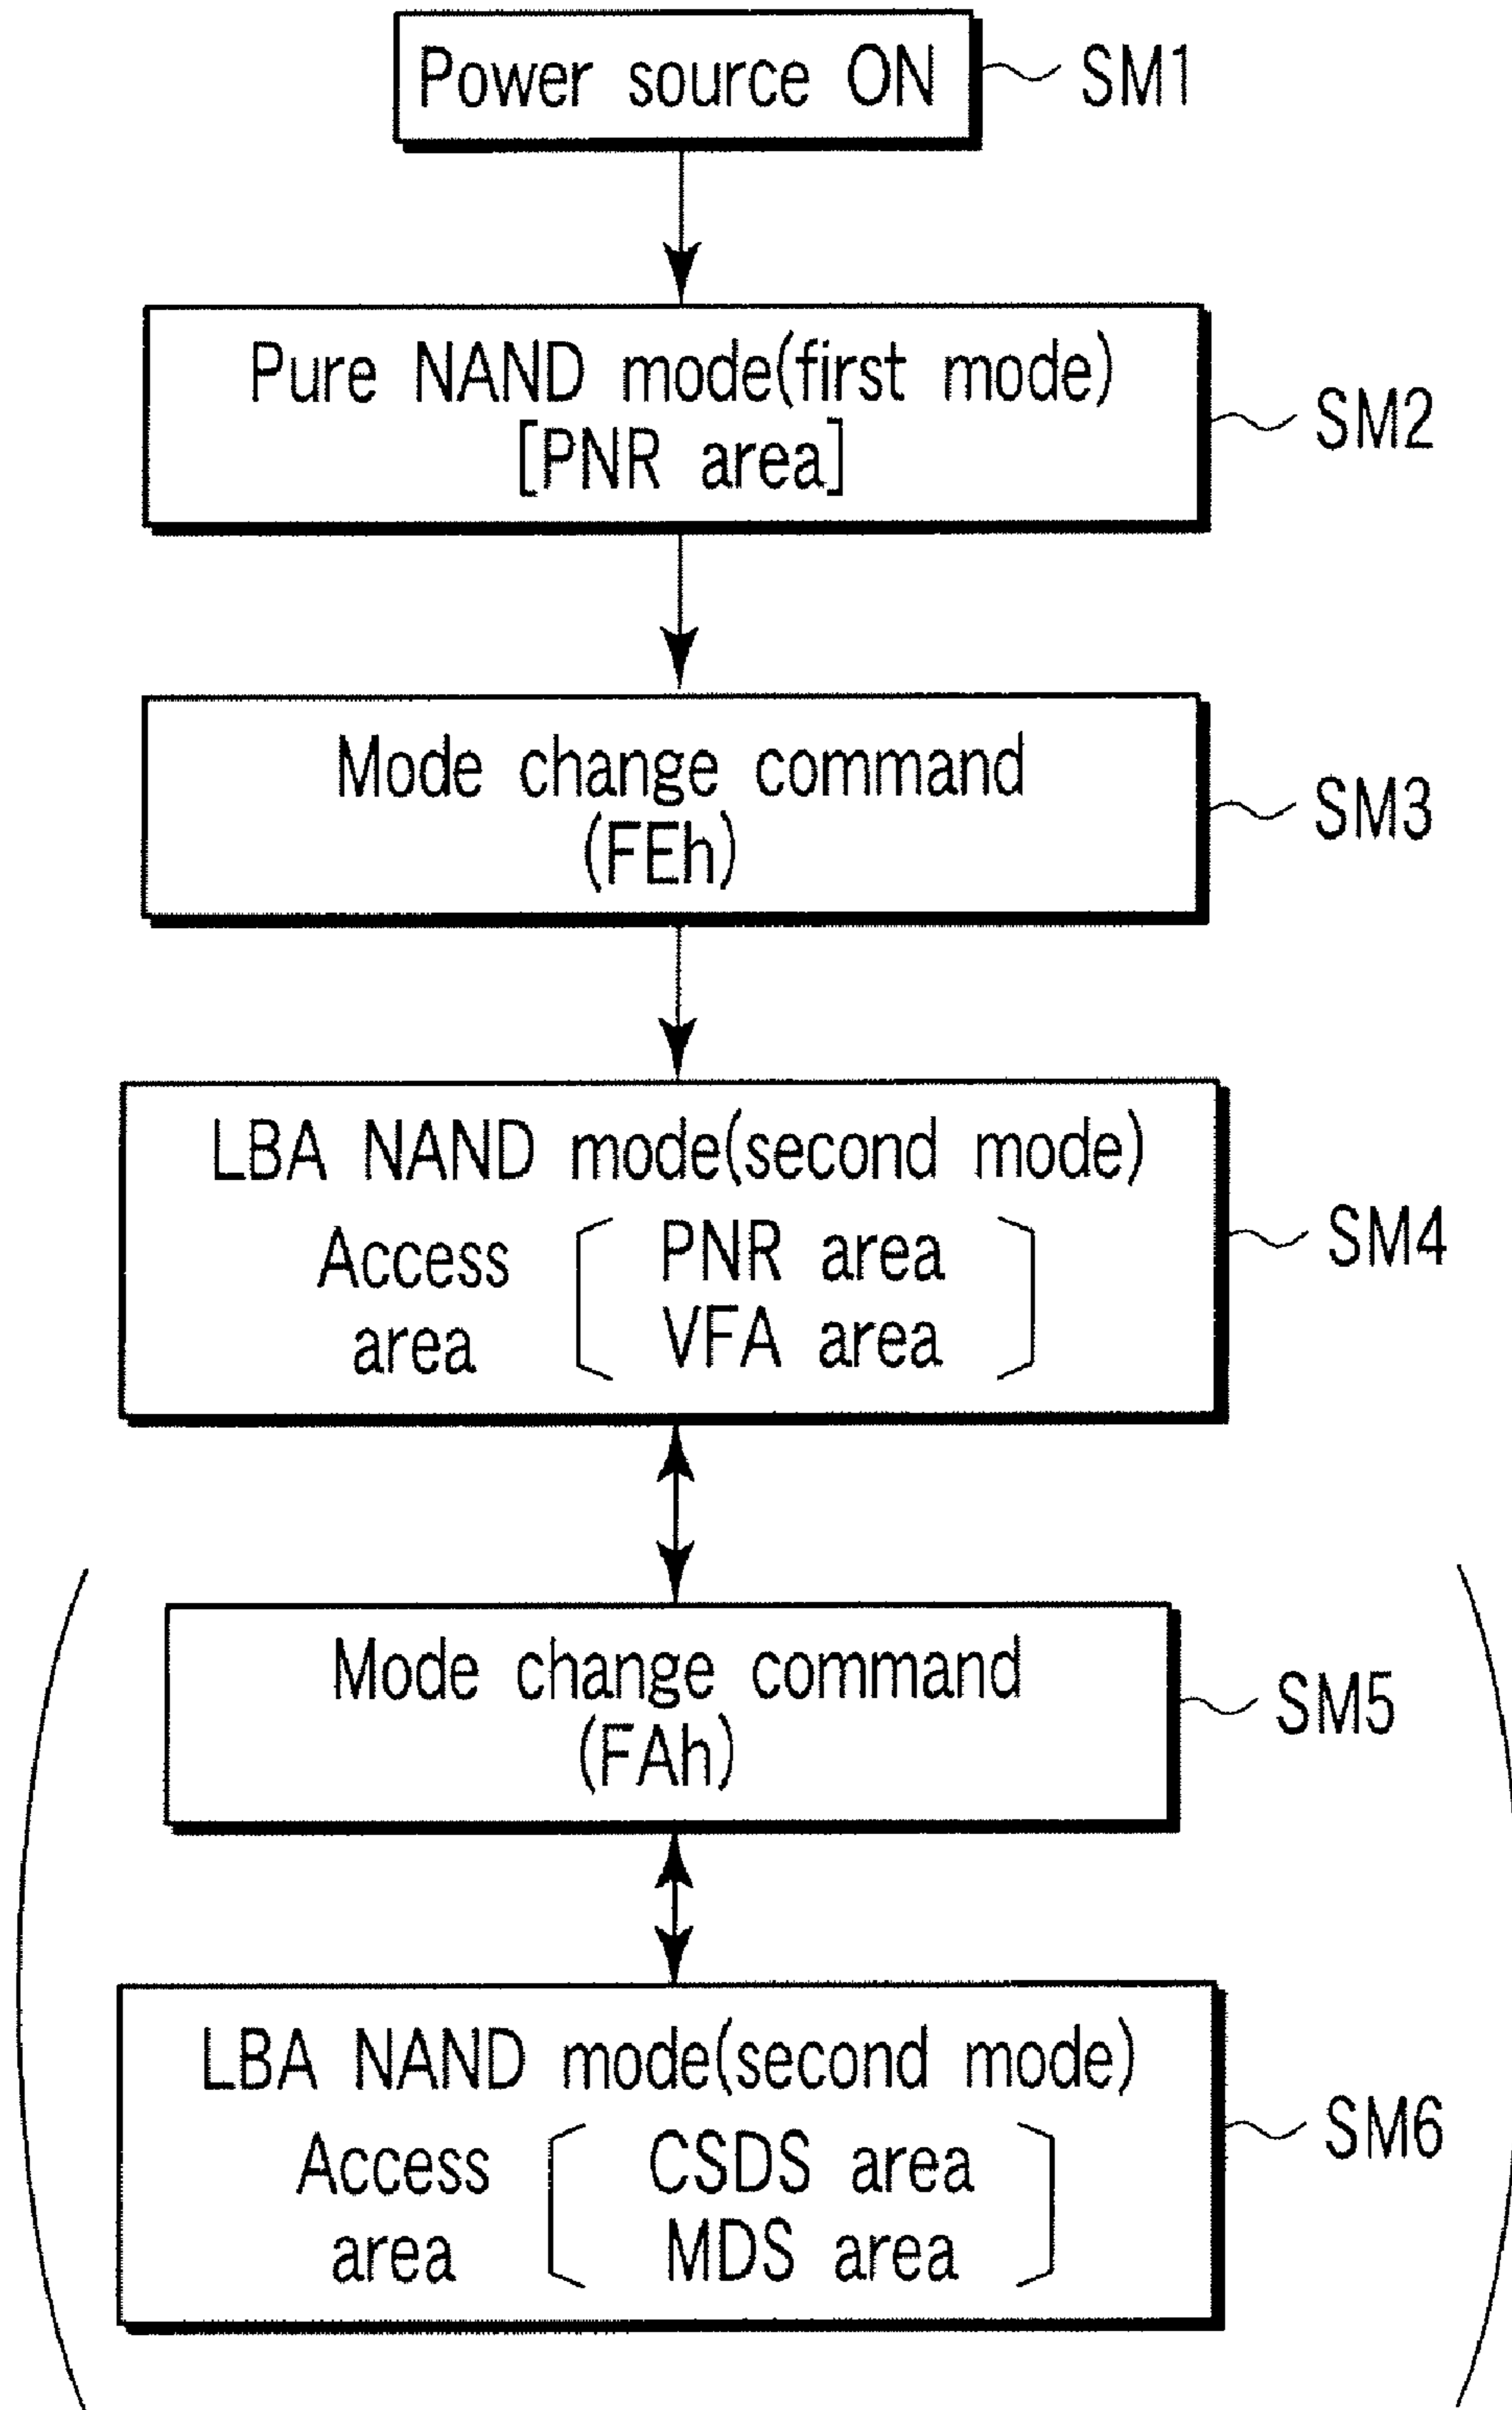 Power source ON
SM1
Pure NAND mode(first mode)
[PNR area]
SM2
Mode change command
(FEh)
SM3
LBA NAND mode(second mode)
Access area
PNR area
VFA area
SM4
Mode change command
(FAh)
SM5
LBA NAND mode(second mode)
Access area
CSDS area
MDS area
SM6